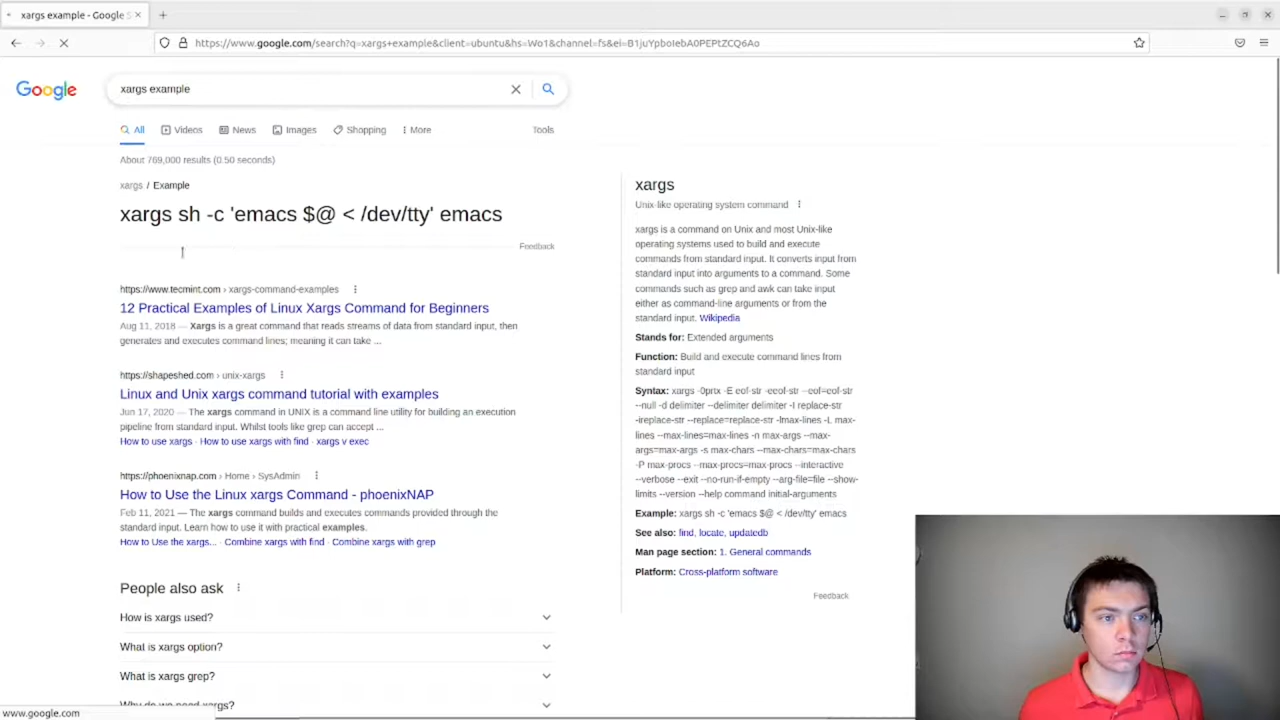 xargs example - Google S
https://www.google.com/search?q=xargs+example&client=ubuntu&hs=Wo1&channel=fs&ei=B1juYpboIebA0PEPtZCQ6Ao
Google
xargs example
All
Videos
News
Images
Shopping
More
Tools
About 769,000 results (0.50 seconds)
xargs / Example
xargs sh -c 'emacs $@ < /dev/tty' emacs
Feedback
https://www.tecmint.com › xargs-command-examples
12 Practical Examples of Linux Xargs Command for Beginners
Aug 11, 2018 — Xargs is a great command that reads streams of data from standard input, then
generates and executes command lines; meaning it can take ...
https://shapeshed.com › unix-xargs
Linux and Unix xargs command tutorial with examples
Jun 17, 2020 — The xargs command in UNIX is a command line utility for building an execution
pipeline from standard input. Whilst tools like grep can accept ...
How to use xargs · How to use xargs with find · xargs v exec
https://phoenixnap.com › Home › SysAdmin
How to Use the Linux xargs Command - phoenixNAP
Feb 11, 2021 — The xargs command builds and executes commands provided through the
standard input. Learn how to use it with practical examples.
How to Use the xargs... · Combine xargs with find · Combine xargs with grep
People also ask
How is xargs used?
What is xargs option?
What is xargs grep?
Why do we need xargs?
xargs
Unix-like operating system command
xargs is a command on Unix and most Unix-like
operating systems used to build and execute
commands from standard input. It converts input from
standard input into arguments to a command. Some
commands such as grep and awk can take input
either as command-line arguments or from the
standard input. Wikipedia
Stands for: Extended arguments
Function: Build and execute command lines from
standard input
Syntax: xargs -0prtx -E eof-str -eeof-str --eof=eof-str
--null -d delimiter --delimiter delimiter -I replace-str
-ireplace-str --replace=replace-str -lmax-lines -L max-
lines --max-lines=max-lines -n max-args --max-
args=max-args -s max-chars --max-chars=max-chars
-P max-procs --max-procs=max-procs --interactive
--verbose --exit --no-run-if-empty --arg-file=file --show-
limits --version --help command initial-arguments
Example: xargs sh -c 'emacs $@ < /dev/tty' emacs
See also: find, locate, updatedb
Man page section: 1. General commands
Platform: Cross-platform software
Feedback
www.google.com